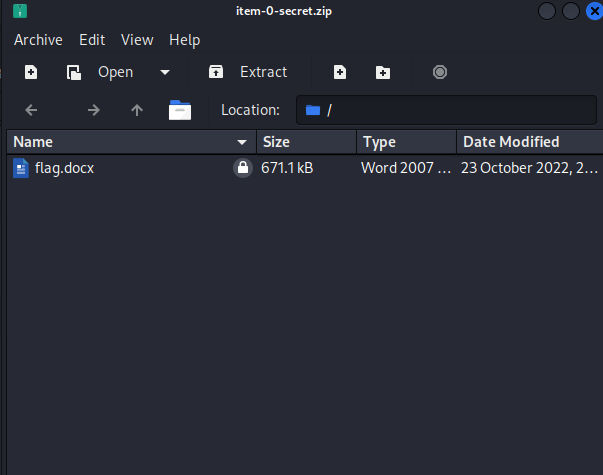 item-0-secret.zip
Archive Edit View Help
Open Extract
Location: /
Name Size Type Date Modified
flag.docx 671.1 kB Word 2007 ... 23 October 2022, 2...